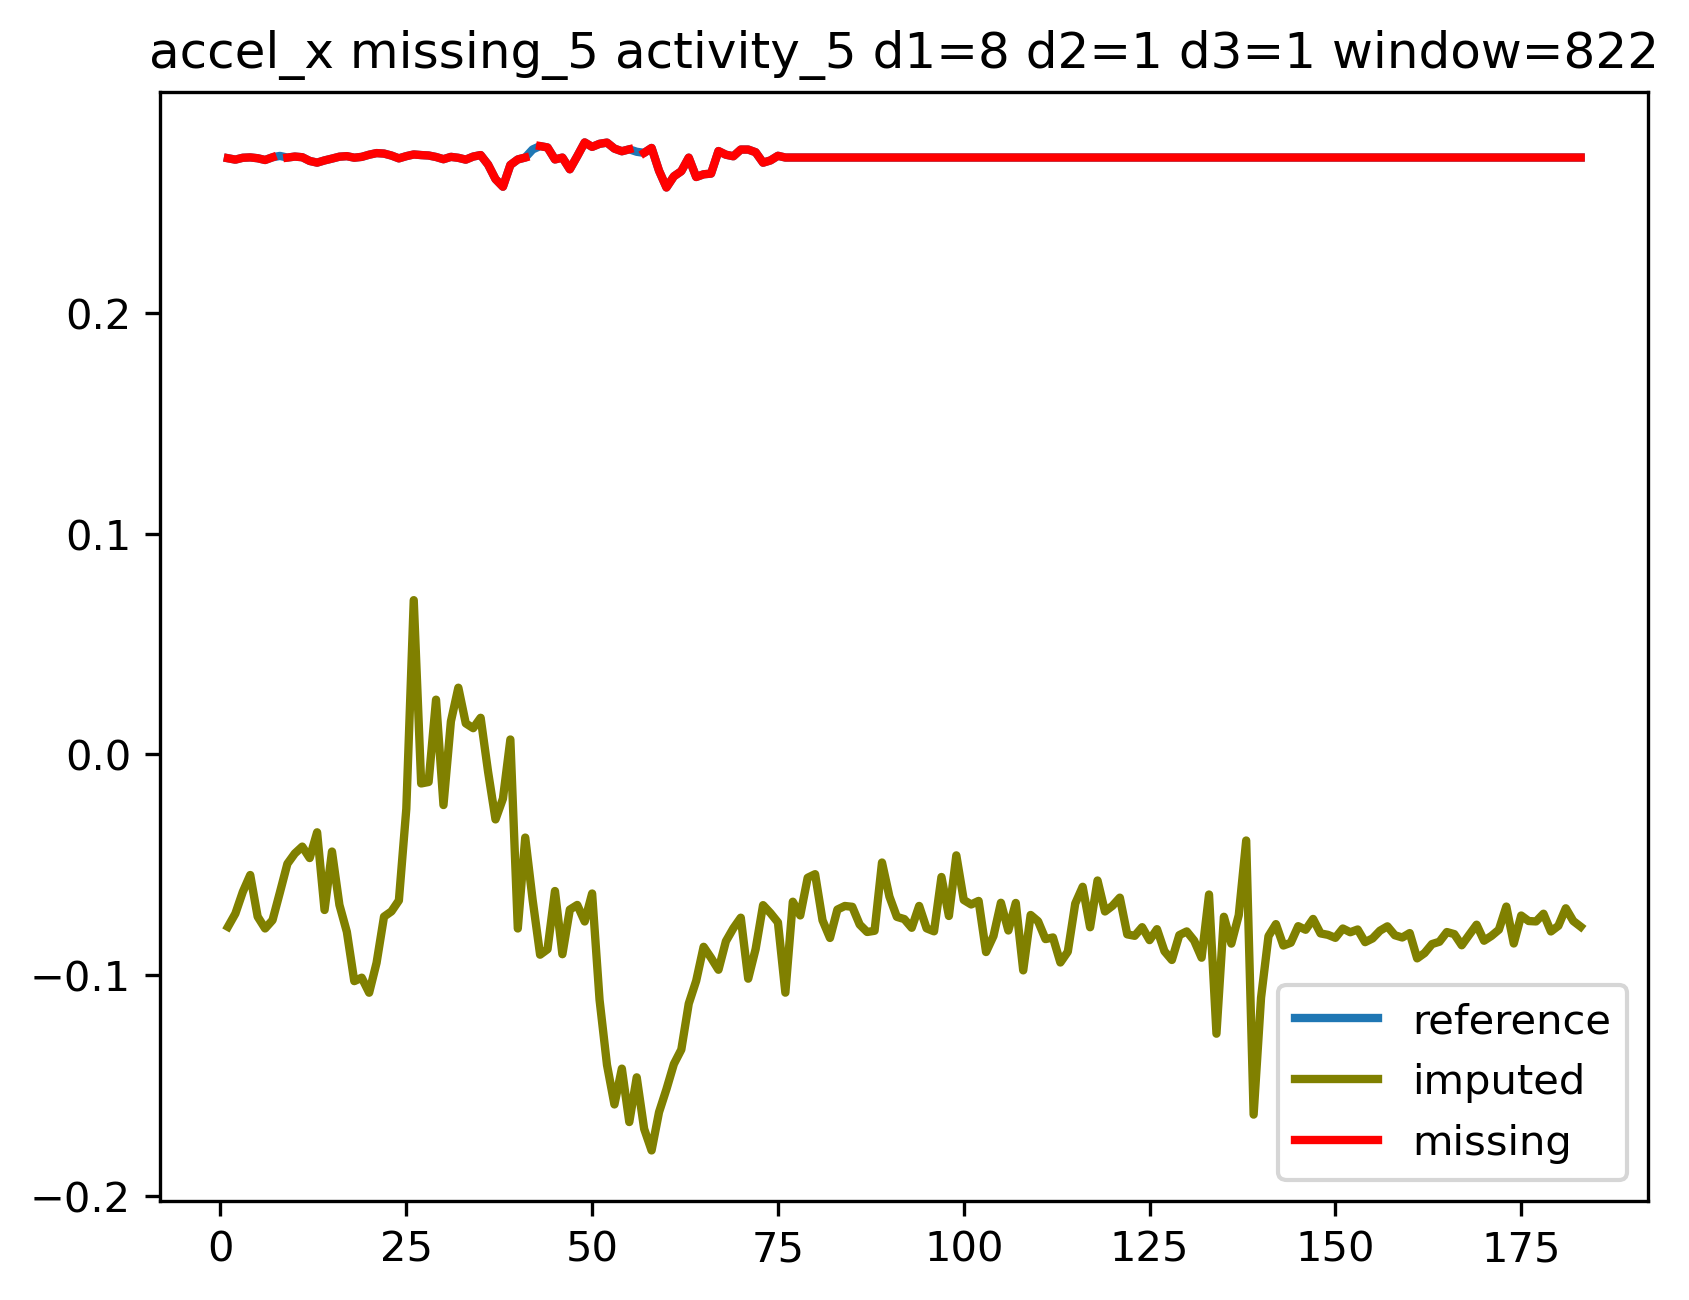 accel_x missing_5 activity_5 d1=8 d2=1 d3=1 window=822
0.2
0.1
0.0
−0.1
−0.2
reference
imputed
missing
0 25 50 75 100 125 150 175